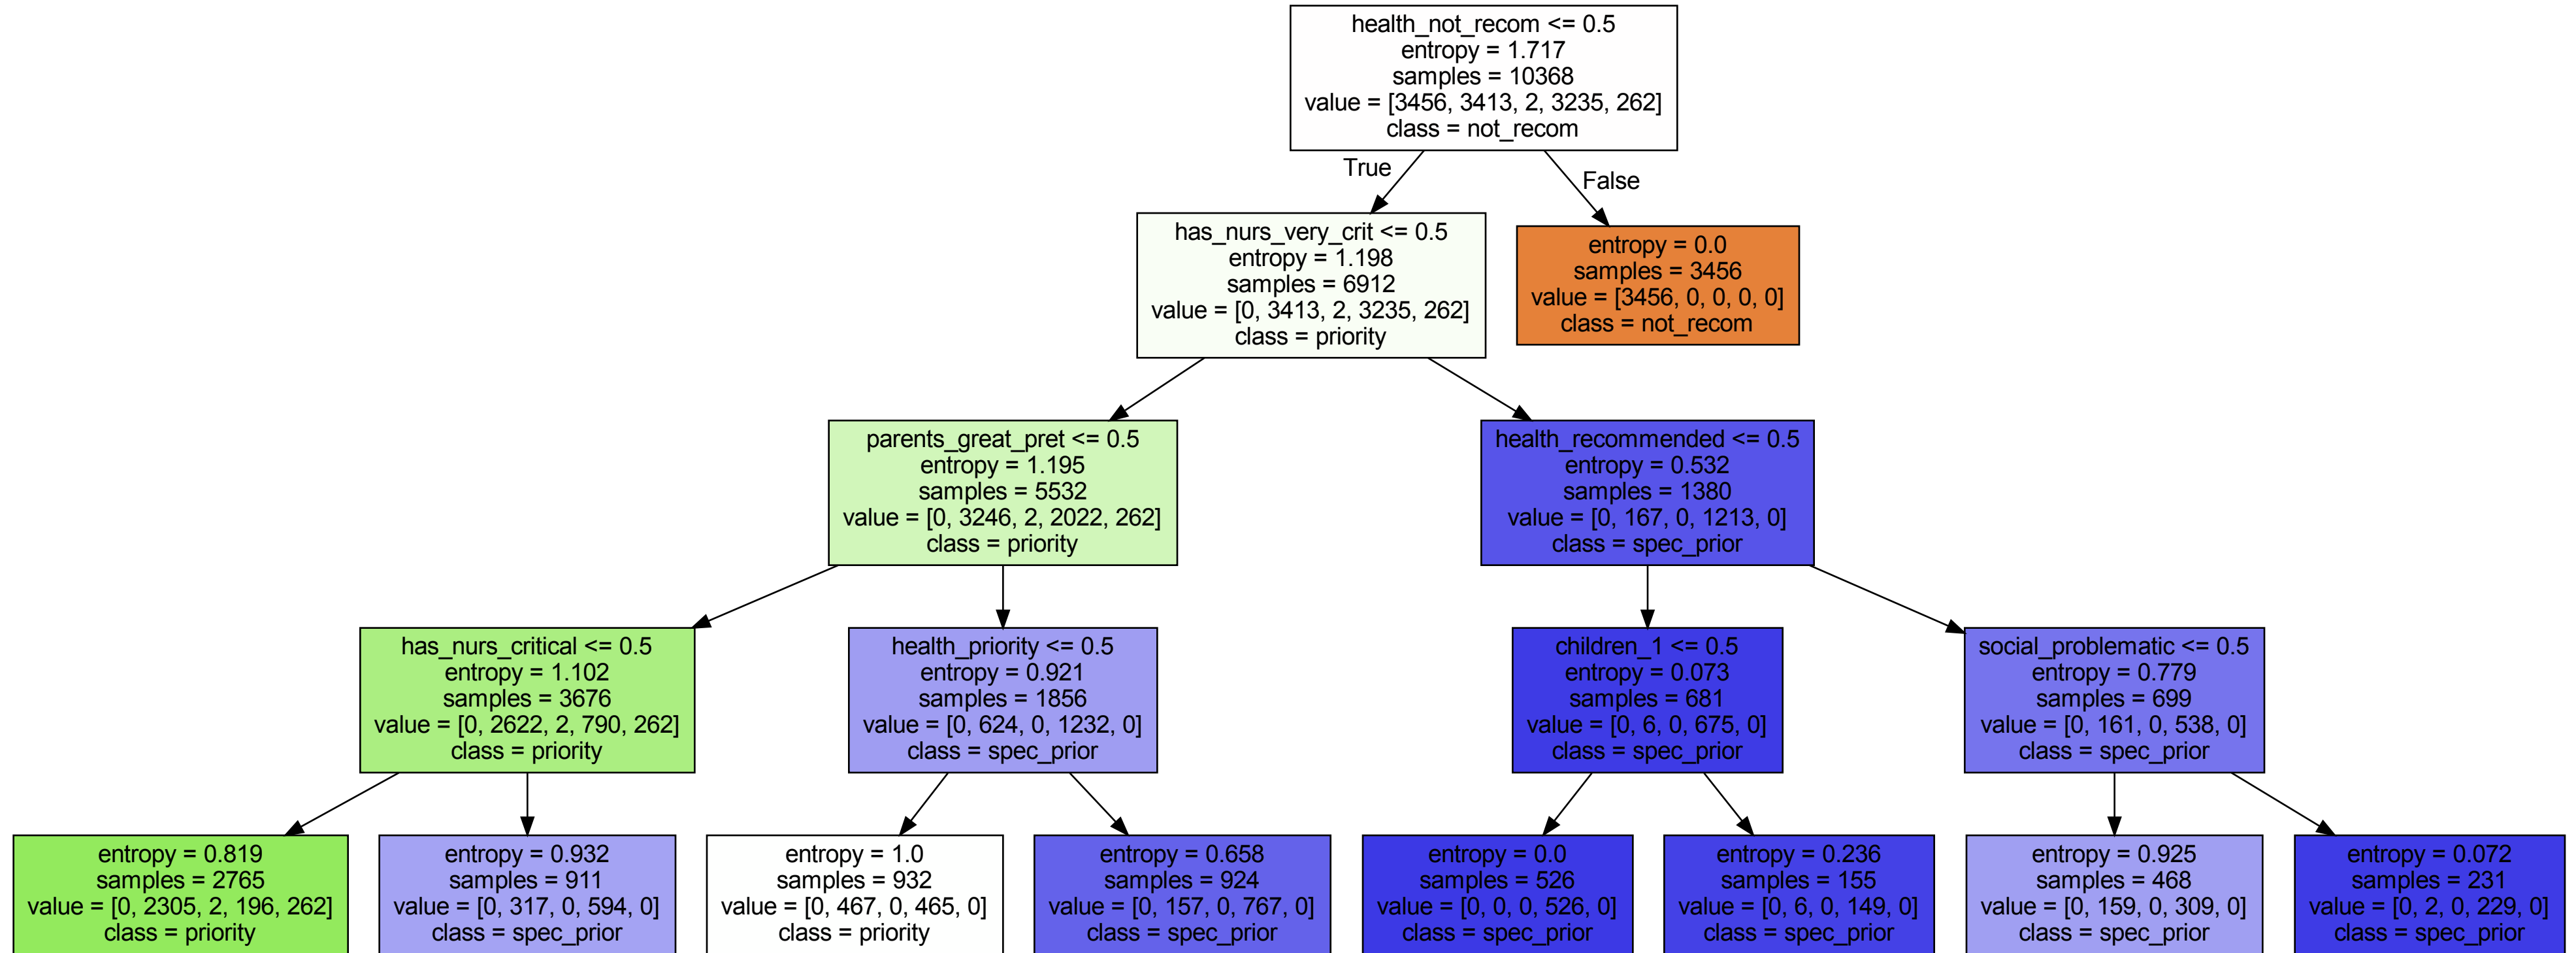 health_not_recom <= 0.5
entropy = 1.717
samples = 10368
value = [3456, 3413, 2, 3235, 262]
class = not_recom
True
False
has_nurs_very_crit <= 0.5
entropy = 1.198
samples = 6912
value = [0, 3413, 2, 3235, 262]
class = priority
entropy = 0.0
samples = 3456
value = [3456, 0, 0, 0, 0]
class = not_recom
parents_great_pret <= 0.5
entropy = 1.195
samples = 5532
value = [0, 3246, 2, 2022, 262]
class = priority
health_recommended <= 0.5
entropy = 0.532
samples = 1380
value = [0, 167, 0, 1213, 0]
class = spec_prior
has_nurs_critical <= 0.5
entropy = 1.102
samples = 3676
value = [0, 2622, 2, 790, 262]
class = priority
health_priority <= 0.5
entropy = 0.921
samples = 1856
value = [0, 624, 0, 1232, 0]
class = spec_prior
children_1 <= 0.5
entropy = 0.073
samples = 681
value = [0, 6, 0, 675, 0]
class = spec_prior
social_problematic <= 0.5
entropy = 0.779
samples = 699
value = [0, 161, 0, 538, 0]
class = spec_prior
entropy = 0.819
samples = 2765
value = [0, 2305, 2, 196, 262]
class = priority
entropy = 0.932
samples = 911
value = [0, 317, 0, 594, 0]
class = spec_prior
entropy = 1.0
samples = 932
value = [0, 467, 0, 465, 0]
class = priority
entropy = 0.658
samples = 924
value = [0, 157, 0, 767, 0]
class = spec_prior
entropy = 0.0
samples = 526
value = [0, 0, 0, 526, 0]
class = spec_prior
entropy = 0.236
samples = 155
value = [0, 6, 0, 149, 0]
class = spec_prior
entropy = 0.925
samples = 468
value = [0, 159, 0, 309, 0]
class = spec_prior
entropy = 0.072
samples = 231
value = [0, 2, 0, 229, 0]
class = spec_prior